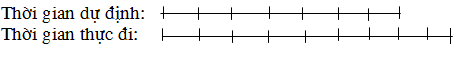 Thời gian dự định:
Thời gian thực đi: